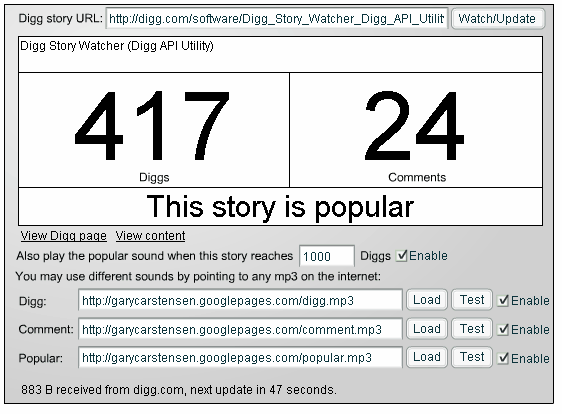 Digg story URL: http://digg.com/software/Digg_Story_Watcher_Digg_API_Utilit Watch/Update
Digg Story Watcher (Digg API Utility)
417 24
Diggs Comments
This story is popular
View Digg page View content
Also play the popular sound when this story reaches 1000 Diggs Enable
You may use different sounds by pointing to any mp3 on the internet:
Digg: http://garycarstensen.googlepages.com/digg.mp3 Load Test Enable
Comment: http://garycarstensen.googlepages.com/comment.mp3 Load Test Enable
Popular: http://garycarstensen.googlepages.com/popular.mp3 Load Test Enable
883 B received from digg.com, next update in 47 seconds.